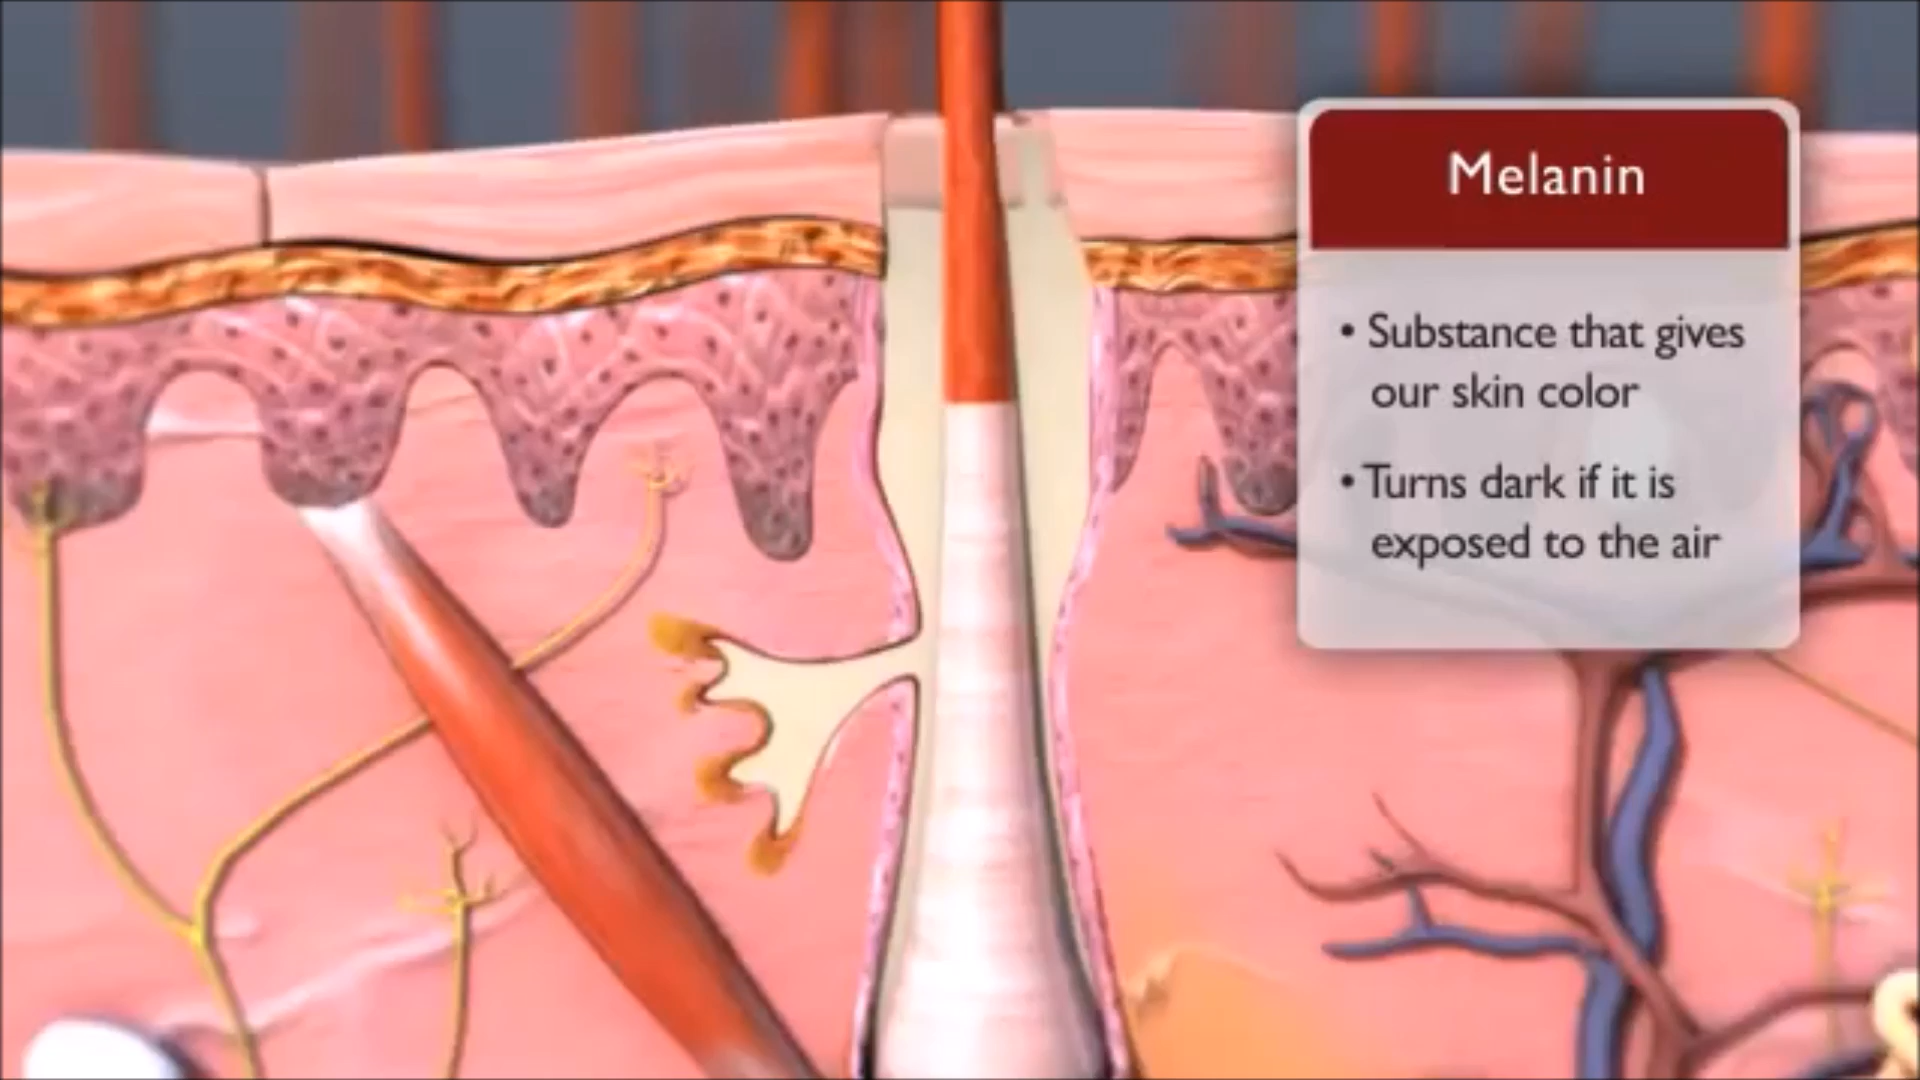 Melanin
• Substance that gives
our skin color
• Turns dark if it is
exposed to the air